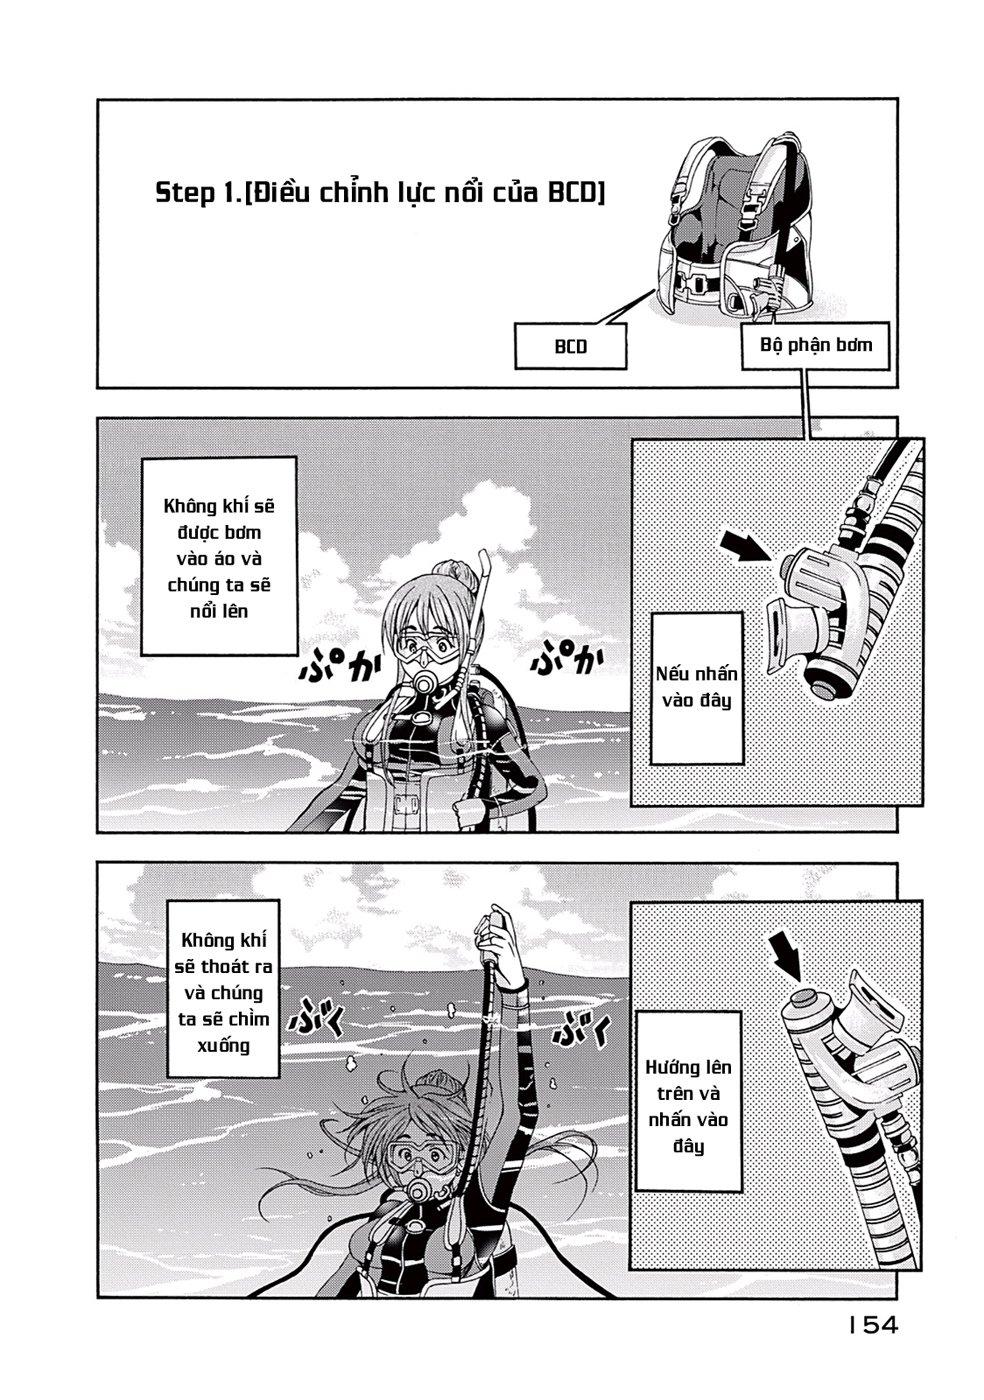 Step 1.[Điều chỉnh lực nổi của BCD]
BCD
Bộ phận bơm
Nếu nhấn
vào đây
Không khí sẽ
được bơm
vào áo và
chúng ta sẽ
nổi lên
ぷか
ぷか
Hướng lên
trên và
nhấn vào
đây
Không khí
sẽ thoát ra
và chúng
ta sẽ chìm
xuống
ぶく
ぶく
154